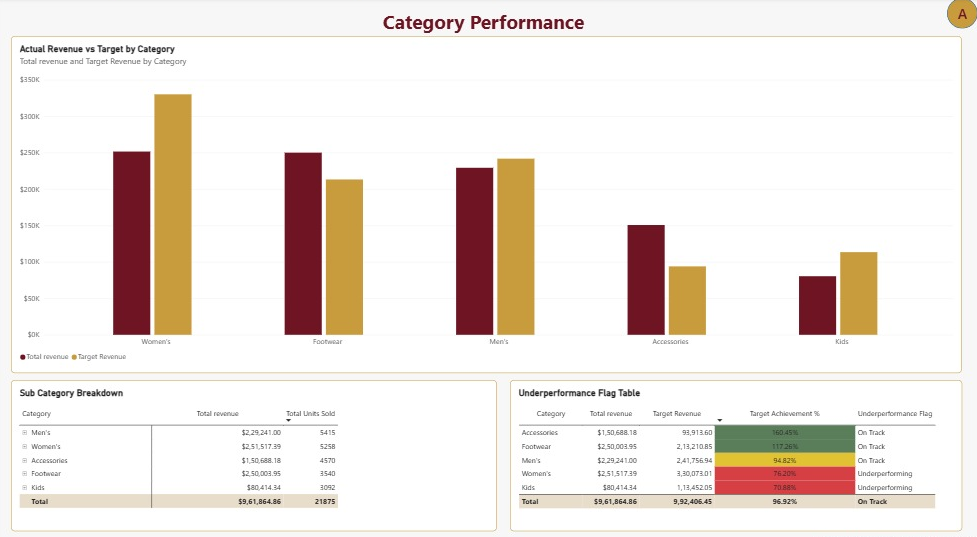 Category Performance
A
Actual Revenue vs Target by Category
Total revenue and Target Revenue by Category
$350K
$300K
$250K
$200K
$150K
$100K
$50K
$0K
Women's Footwear Men's Accessories Kids
Total revenue Target Revenue
Sub Category Breakdown
Category Total revenue Total Units Sold
Men's $2,29,241.00 5415
Women's $2,51,517.39 5258
Accessories $1,50,688.18 4570
Footwear $2,50,003.95 3540
Kids $80,414.34 3092
Total $9,61,864.86 21875
Underperformance Flag Table
Category Total revenue Target Revenue Target Achievement % Underperformance Flag
Accessories $1,50,688.18 93,913.60 160.45% On Track
Footwear $2,50,003.95 2,13,210.85 117.26% On Track
Men's $2,29,241.00 2,41,756.94 94.82% On Track
Women's $2,51,517.39 3,30,073.01 76.20% Underperforming
Kids $80,414.34 1,13,452.05 70.88% Underperforming
Total $9,61,864.86 9,92,406.45 96.92% On Track